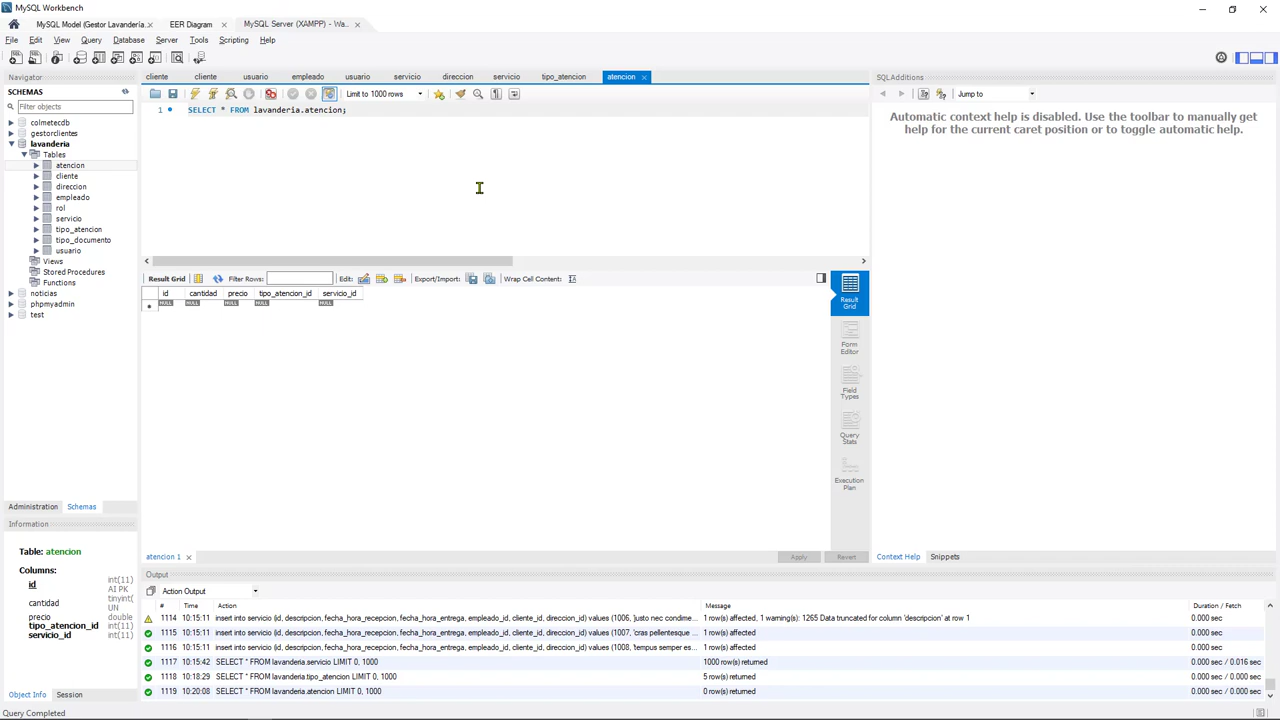 MySQL Workbench
MySQL Model (Gestor Lavandería...
EER Diagram
MySQL Server (XAMPP) - Wa...
File Edit View Query Database Server Tools Scripting Help
Navigator
SCHEMAS
Filter objects
colmetecdb
gestorclientes
lavanderia
Tables
atencion
cliente
direccion
empleado
rol
servicio
tipo_atencion
tipo_documento
usuario
Views
Stored Procedures
Functions
noticias
phpmyadmin
test
Administration Schemas
Information
Table: atencion
Columns:
id int(11) AI PK
cantidad tinyint( UN
precio double
tipo_atencion_id int(11)
servicio_id int(11)
Object Info Session
Query Completed
cliente cliente usuario empleado usuario servicio direccion servicio tipo_atencion atencion
Limit to 1000 rows
1 SELECT * FROM lavanderia.atencion;
Result Grid Filter Rows: Edit: Export/Import: Wrap Cell Content:
id cantidad precio tipo_atencion_id servicio_id
NULL NULL NULL NULL NULL
Result Grid
Form Editor
Field Types
Query Stats
Execution Plan
atencion 1
Apply Revert
SQLAdditions
Jump to
Automatic context help is disabled. Use the toolbar to manually get
help for the current caret position or to toggle automatic help.
Context Help Snippets
Output
Action Output
# Time Action Message Duration / Fetch
1114 10:15:11 insert into servicio (id, descripcion, fecha_hora_recepcion, fecha_hora_entrega, empleado_id, cliente_id, direccion_id) values (1006, 'justo nec condime... 1 row(s) affected, 1 warning(s): 1265 Data truncated for column 'descripcion' at row 1 0.000 sec
1115 10:15:11 insert into servicio (id, descripcion, fecha_hora_recepcion, fecha_hora_entrega, empleado_id, cliente_id, direccion_id) values (1007, 'cras pellentesque ... 1 row(s) affected 0.000 sec
1116 10:15:11 insert into servicio (id, descripcion, fecha_hora_recepcion, fecha_hora_entrega, empleado_id, cliente_id, direccion_id) values (1008, 'tempus semper es... 1 row(s) affected 0.000 sec
1117 10:15:42 SELECT * FROM lavanderia.servicio LIMIT 0, 1000 1000 row(s) returned 0.000 sec / 0.016 sec
1118 10:18:29 SELECT * FROM lavanderia.tipo_atencion LIMIT 0, 1000 5 row(s) returned 0.000 sec / 0.000 sec
1119 10:20:08 SELECT * FROM lavanderia.atencion LIMIT 0, 1000 0 row(s) returned 0.000 sec / 0.000 sec